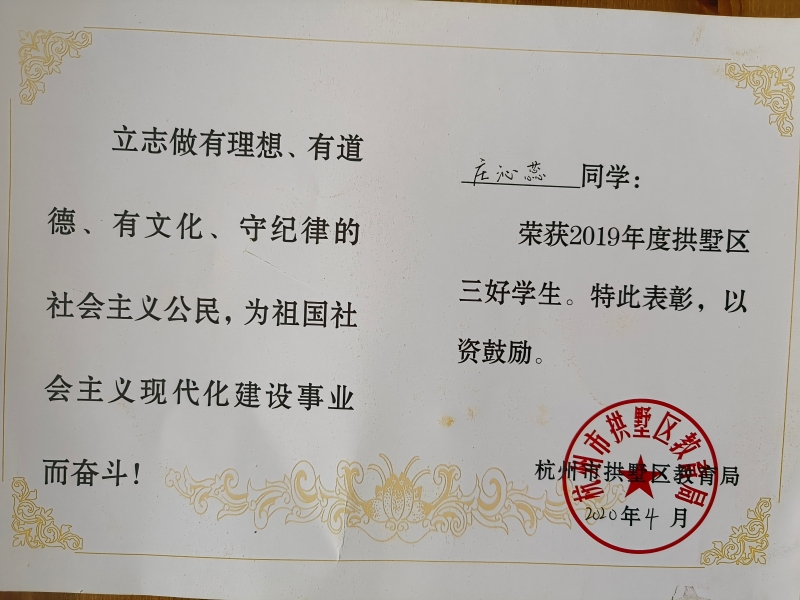 立志做有理想、有道
德、有文化、守纪律的
社会主义公民,为祖国社
会主义现代化建设事业
而奋斗!
庄沁蕊 同学:
荣获2019年度拱墅区
三好学生。特此表彰,以
资鼓励。
杭州市拱墅区教育局
2020年4月
杭州市拱墅区教育局